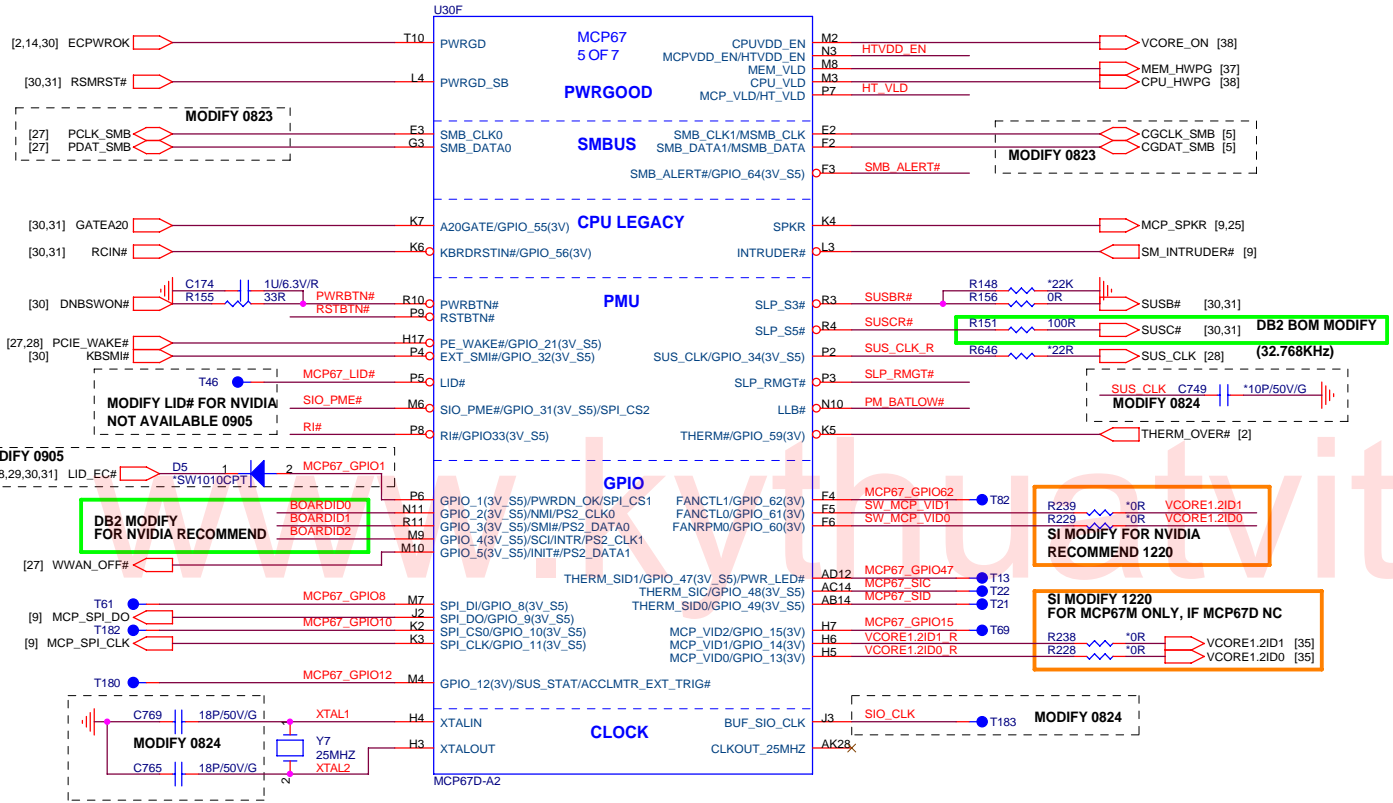 U30F
MCP67
5 OF 7
[2,14,30] ECPWROK T10 PWRGD
CPUVDD_EN M2 VCORE_ON [38]
MCPVDD_EN/HTVDD_EN N3 HTVDD_EN
MEM_VLD M8 MEM_HWPG [37]
[30,31] RSMRST# L4 PWRGD_SB
CPU_VLD M3 CPU_HWPG [38]
PWRGOOD
MCP_VLD/HT_VLD P7 HT_VLD
MODIFY 0823
[27] PCLK_SMB E3 SMB_CLK0
[27] PDAT_SMB G3 SMB_DATA0
SMBUS
SMB_CLK1/MSMB_CLK E2 CGCLK_SMB [5]
SMB_DATA1/MSMB_DATA F2 CGDAT_SMB [5]
MODIFY 0823
SMB_ALERT#/GPIO_64(3V_S5) F3 SMB_ALERT#
[30,31] GATEA20 K7 A20GATE/GPIO_55(3V)
CPU LEGACY
SPKR K4 MCP_SPKR [9,25]
[30,31] RCIN# K6 KBRDRSTIN#/GPIO_56(3V)
INTRUDER# L3 SM_INTRUDER# [9]
C174 1U/6.3V/R
[30] DNBSWON# R155 33R PWRBTN# R10 PWRBTN#
RSTBTN# P9 RSTBTN#
PMU
R148 *22K
SLP_S3# R3 SUSBR# R156 0R SUSB# [30,31]
SLP_S5# R4 SUSCR# R151 100R SUSC# [30,31] DB2 BOM MODIFY
[27,28] PCIE_WAKE# H17 PE_WAKE#/GPIO_21(3V_S5)
[30] KBSMI# P4 EXT_SMI#/GPIO_32(3V_S5)
SUS_CLK/GPIO_34(3V_S5) P2 SUS_CLK_R R646 *22R SUS_CLK [28]
(32.768KHz)
T46 MCP67_LID# P5 LID#
MODIFY LID# FOR NVIDIA
NOT AVAILABLE 0905
SLP_RMGT# P3 SLP_RMGT#
SUS_CLK C749 *10P/50V/G
MODIFY 0824
SIO_PME# M6 SIO_PME#/GPIO_31(3V_S5)/SPI_CS2
LLB# N10 PM_BATLOW#
RI# P8 RI#/GPIO33(3V_S5)
THERM#/GPIO_59(3V) K5 THERM_OVER# [2]
DIFY 0905
8,29,30,31] LID_EC# D5 1 2 MCP67_GPIO1
*SW1010CPT
GPIO
P6 GPIO_1(3V_S5)/PWRDN_OK/SPI_CS1
BOARDID0 N11 GPIO_2(3V_S5)/NMI/PS2_CLK0
BOARDID1 R11 GPIO_3(3V_S5)/SMI#/PS2_DATA0
BOARDID2 M9 GPIO_4(3V_S5)/SCI/INTR/PS2_CLK1
DB2 MODIFY
FOR NVIDIA RECOMMEND
[27] WWAN_OFF# M10 GPIO_5(3V_S5)/INIT#/PS2_DATA1
FANCTL1/GPIO_62(3V) F4 MCP67_GPIO62 T82
FANCTL0/GPIO_61(3V) F5 SW_MCP_VID1 R239 *0R VCORE1.2ID1
FANRPM0/GPIO_60(3V) F6 SW_MCP_VID0 R229 *0R VCORE1.2ID0
SI MODIFY FOR NVIDIA
RECOMMEND 1220
www.kythuatvit
THERM_SID1/GPIO_47(3V_S5)/PWR_LED# AD12 MCP67_GPIO47 T13
THERM_SIC/GPIO_48(3V_S5) AC14 MCP67_SIC T22
THERM_SID0/GPIO_49(3V_S5) AB14 MCP67_SID T21
T61 MCP67_GPIO8 M7 SPI_DI/GPIO_8(3V_S5)
[9] MCP_SPI_DO J2 SPI_DO/GPIO_9(3V_S5)
T182 MCP67_GPIO10 K2 SPI_CS0/GPIO_10(3V_S5)
[9] MCP_SPI_CLK K3 SPI_CLK/GPIO_11(3V_S5)
SI MODIFY 1220
FOR MCP67M ONLY, IF MCP67D NC
MCP_VID2/GPIO_15(3V) H7 MCP67_GPIO15 T69
MCP_VID1/GPIO_14(3V) H6 VCORE1.2ID1_R R238 *0R VCORE1.2ID1 [35]
MCP_VID0/GPIO_13(3V) H5 VCORE1.2ID0_R R228 *0R VCORE1.2ID0 [35]
T180 MCP67_GPIO12 M4 GPIO_12(3V)/SUS_STAT/ACCLMTR_EXT_TRIG#
C769 18P/50V/G XTAL1 H4 XTALIN
MODIFY 0824
1 Y7
25MHZ
2
C765 18P/50V/G XTAL2 H3 XTALOUT
CLOCK
BUF_SIO_CLK J3 SIO_CLK T183 MODIFY 0824
CLKOUT_25MHZ AK28
MCP67D-A2